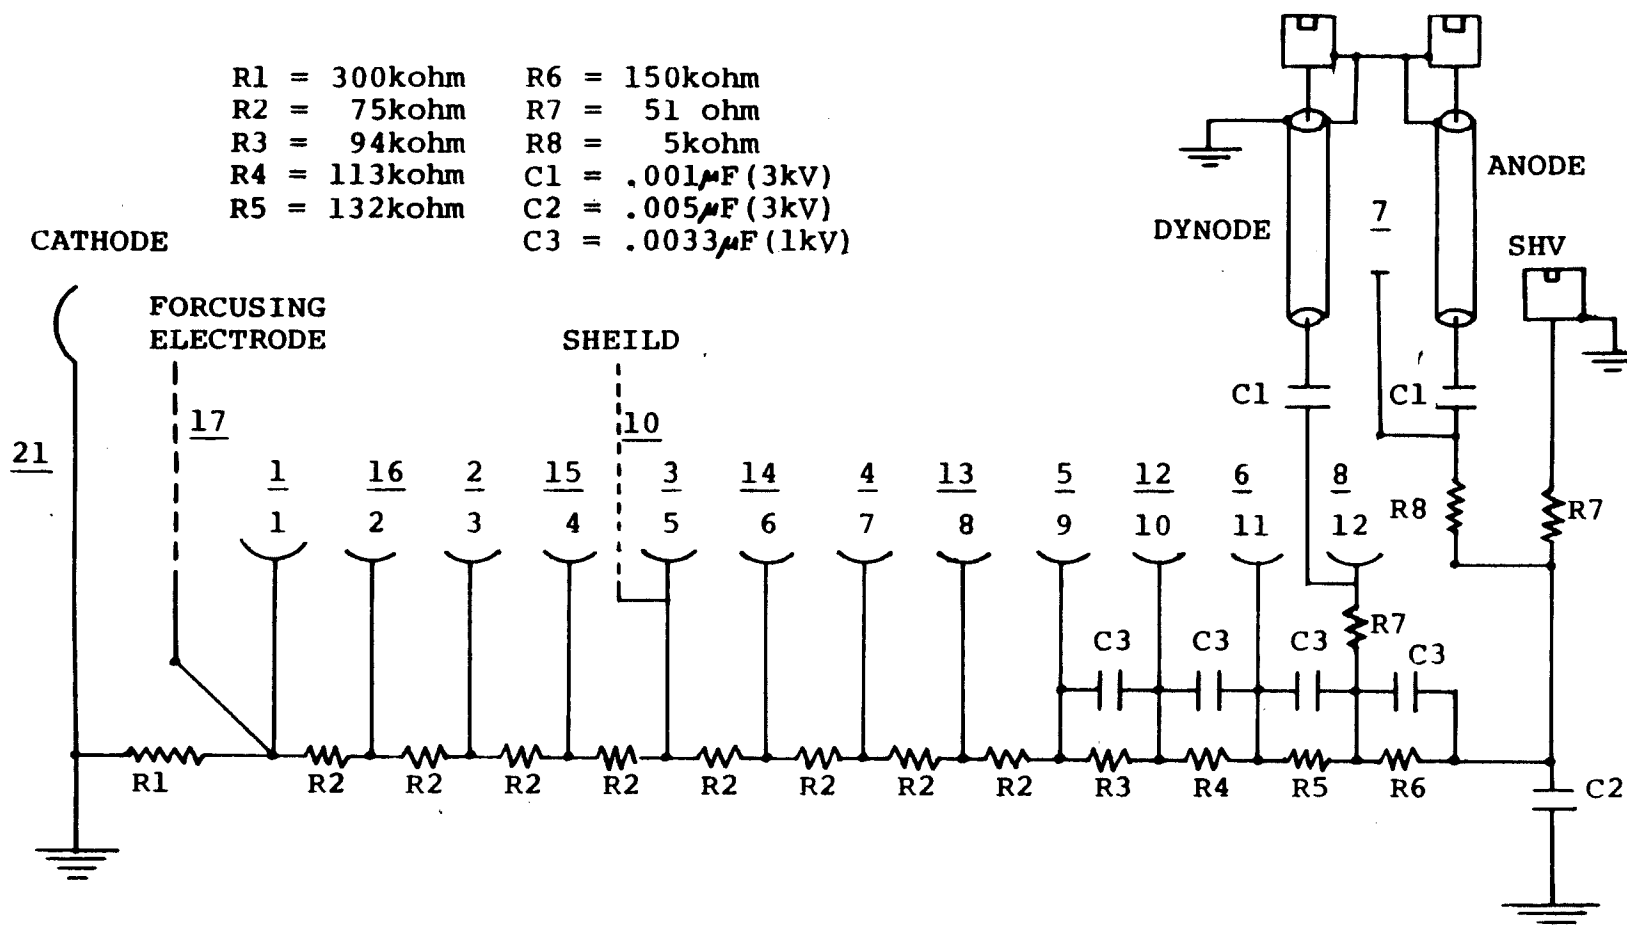 R1 = 300kohm R6 = 150kohm
R2 = 75kohm R7 = 51 ohm
R3 = 94kohm R8 = 5kohm
R4 = 113kohm C1 = .001μF(3kV)
R5 = 132kohm C2 = .005μF(3kV)
C3 = .0033μF(1kV)
CATHODE
FORCUSING
ELECTRODE
SHEILD
DYNODE
ANODE
7
SHV
C1 C1
21
17
10
1 16 2 15 3 14 4 13 5 12 6 8
1 2 3 4 5 6 7 8 9 10 11 12
R8 R7
R7
C3 C3 C3 C3
R1 R2 R2 R2 R2 R2 R2 R2 R2 R3 R4 R5 R6 C2